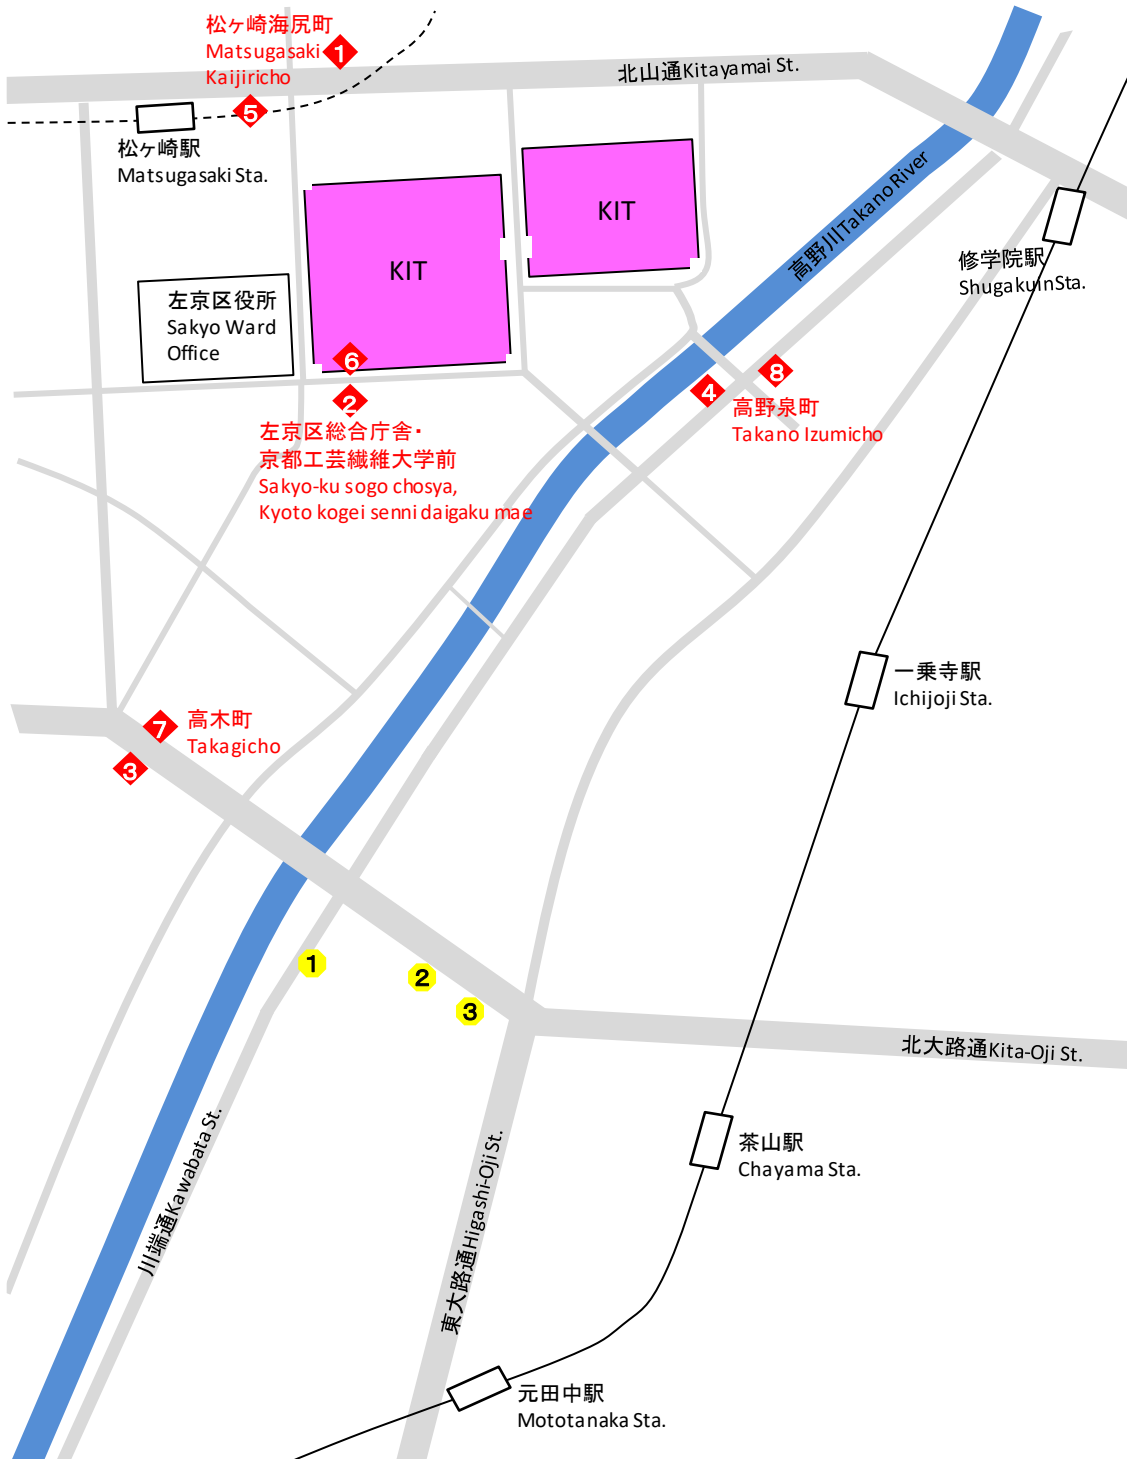 松ヶ崎海尻町
Matsugasaki
Kaijiricho
1
北山通Kitayamai St.
5
松ヶ崎駅
Matsugasaki Sta.
KIT
KIT
高野川Takano River
修学院駅
ShugakuinSta.
左京区役所
Sakyo Ward
Office
6
2
8
4
高野泉町
Takano Izumicho
左京区総合庁舎・
京都工芸繊維大学前
Sakyo-ku sogo chosya,
Kyoto kogei senni daigaku mae
一乗寺駅
Ichijoji Sta.
7
高木町
Takagicho
3
1
2
3
北大路通Kita-Oji St.
川端通Kawabata St.
東大路通Higashi-Oji St.
茶山駅
Chayama Sta.
元田中駅
Mototanaka Sta.